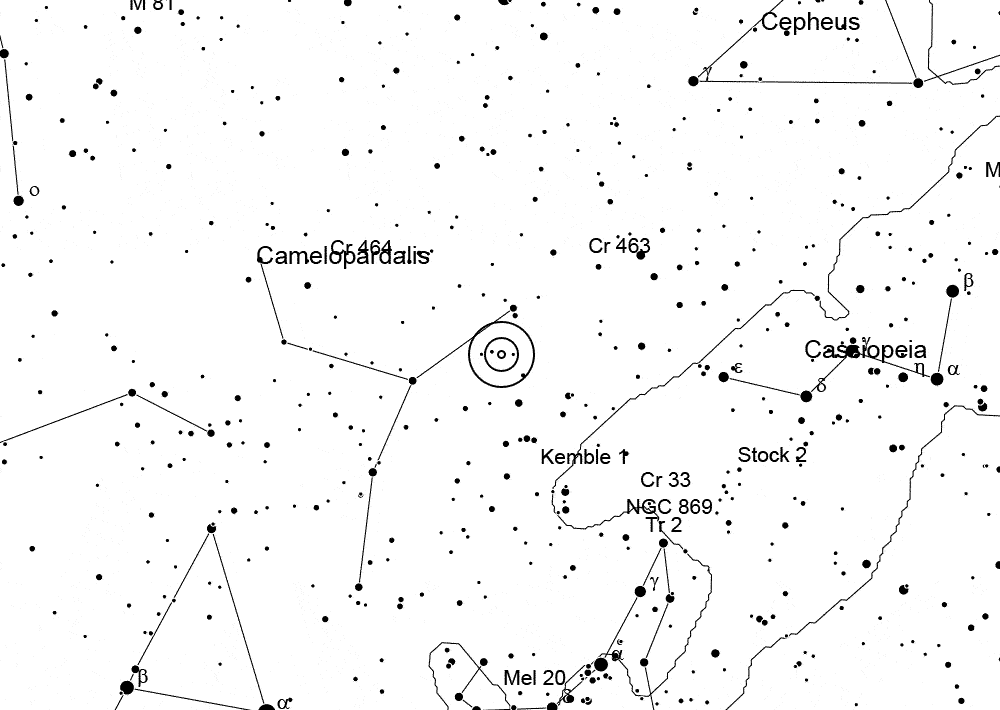 M 81
Cepheus
γ
M
ο
Cr 464
Camelopardalis
Cr 463
β
γ
Cassiopeia
ε
δ
η
α
Kemble 1
Stock 2
Cr 33
NGC 869
Tr 2
γ
α
β
Mel 20
α